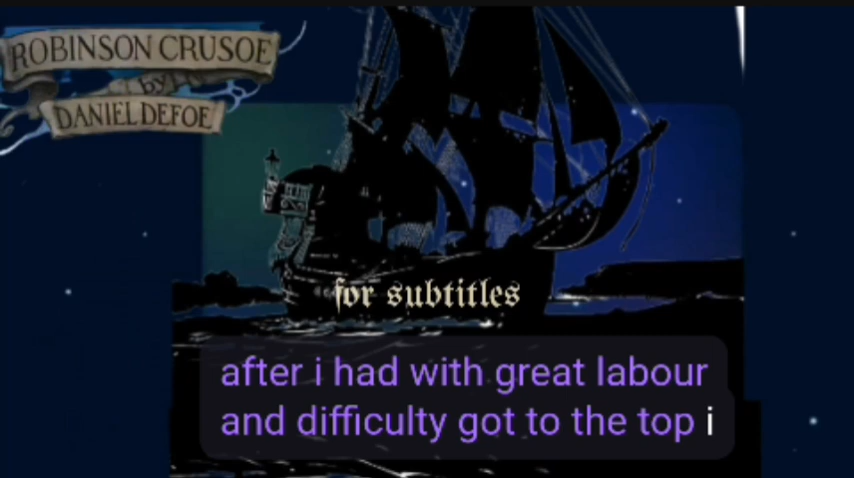 ROBINSON CRUSOE
by
DANIEL DEFOE
for subtitles
after i had with great labour
and difficulty got to the top i